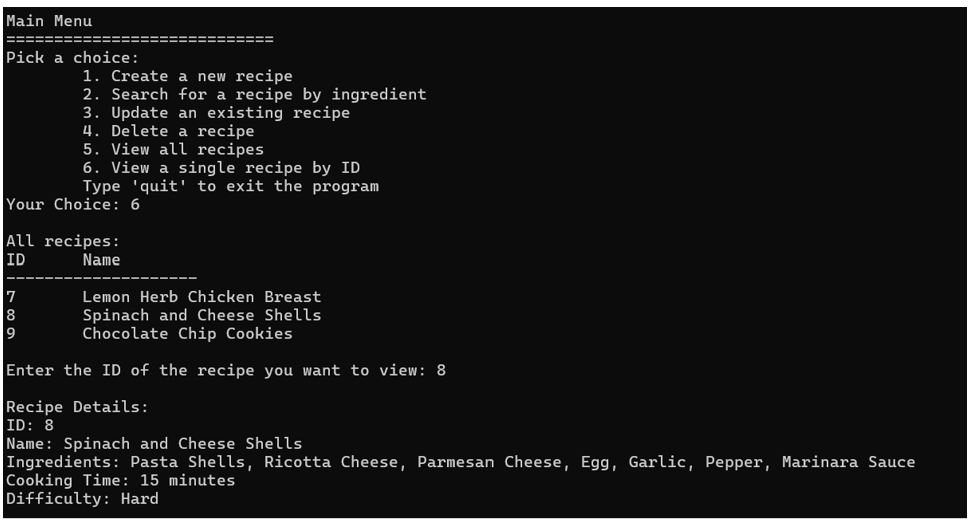 Main Menu
============================
Pick a choice:
1. Create a new recipe
2. Search for a recipe by ingredient
3. Update an existing recipe
4. Delete a recipe
5. View all recipes
6. View a single recipe by ID
Type 'quit' to exit the program
Your Choice: 6
All recipes:
ID Name
--------------------
7 Lemon Herb Chicken Breast
8 Spinach and Cheese Shells
9 Chocolate Chip Cookies
Enter the ID of the recipe you want to view: 8
Recipe Details:
ID: 8
Name: Spinach and Cheese Shells
Ingredients: Pasta Shells, Ricotta Cheese, Parmesan Cheese, Egg, Garlic, Pepper, Marinara Sauce
Cooking Time: 15 minutes
Difficulty: Hard